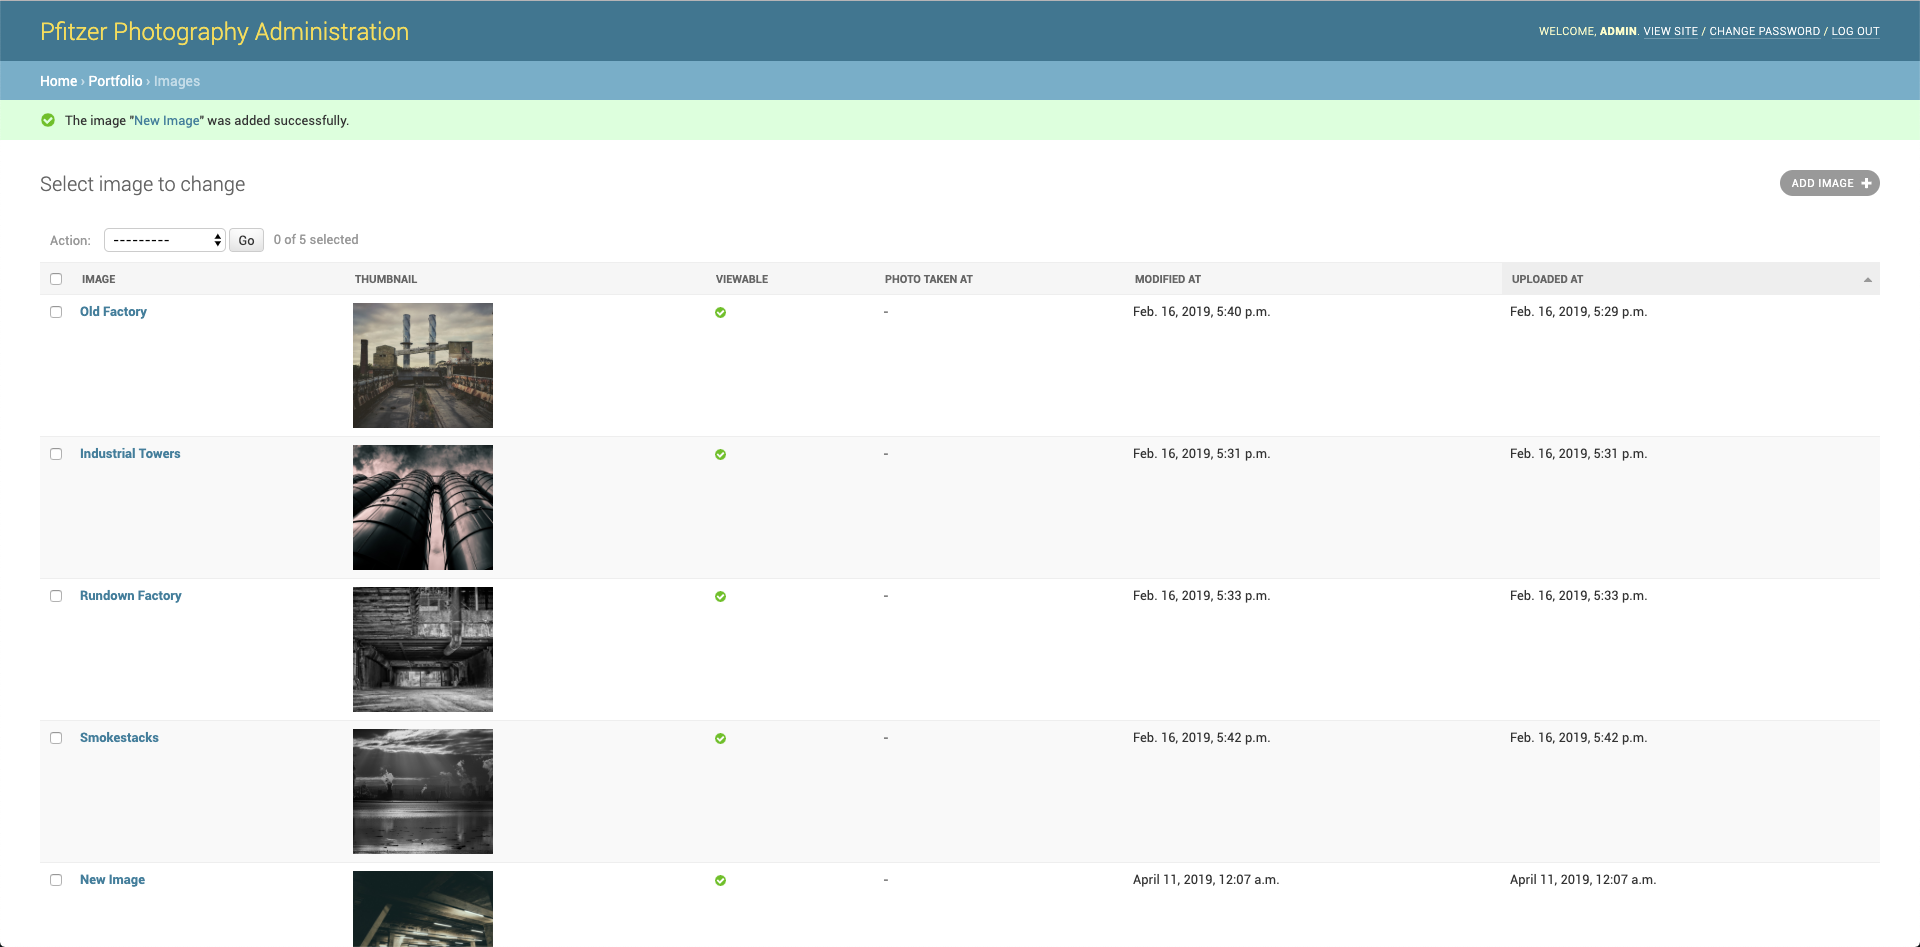 Pfitzer Photography Administration
WELCOME, ADMIN. VIEW SITE / CHANGE PASSWORD / LOG OUT
Home › Portfolio › Images
The image "New Image" was added successfully.
Select image to change
ADD IMAGE
Action: --------- Go 0 of 5 selected
IMAGE THUMBNAIL VIEWABLE PHOTO TAKEN AT MODIFIED AT UPLOADED AT
Old Factory - Feb. 16, 2019, 5:40 p.m. Feb. 16, 2019, 5:29 p.m.
Industrial Towers - Feb. 16, 2019, 5:31 p.m. Feb. 16, 2019, 5:31 p.m.
Rundown Factory - Feb. 16, 2019, 5:33 p.m. Feb. 16, 2019, 5:33 p.m.
Smokestacks - Feb. 16, 2019, 5:42 p.m. Feb. 16, 2019, 5:42 p.m.
New Image - April 11, 2019, 12:07 a.m. April 11, 2019, 12:07 a.m.